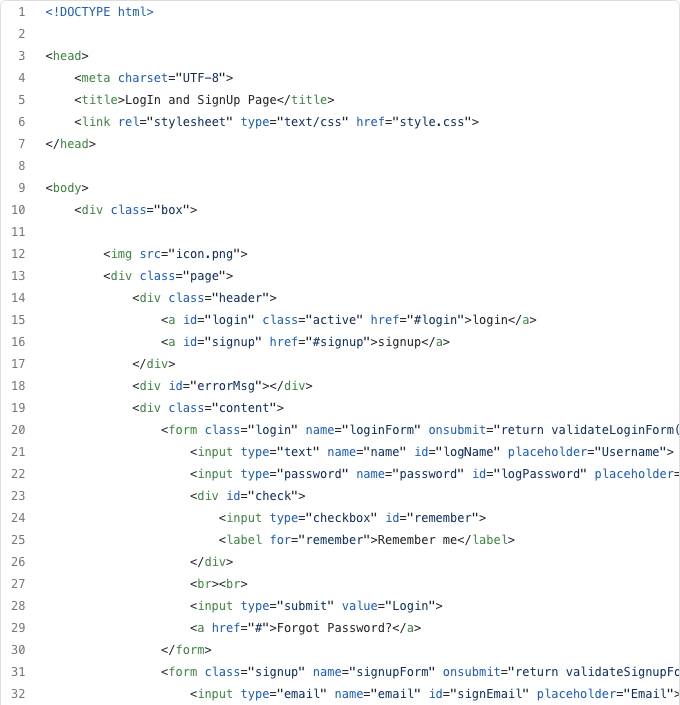 1 <!DOCTYPE html>
2
3 <head>
4     <meta charset="UTF-8">
5     <title>LogIn and SignUp Page</title>
6     <link rel="stylesheet" type="text/css" href="style.css">
7 </head>
8
9 <body>
10     <div class="box">
11
12         <img src="icon.png">
13         <div class="page">
14             <div class="header">
15                 <a id="login" class="active" href="#login">login</a>
16                 <a id="signup" href="#signup">signup</a>
17             </div>
18             <div id="errorMsg"></div>
19             <div class="content">
20                 <form class="login" name="loginForm" onsubmit="return validateLoginForm(
21                     <input type="text" name="name" id="logName" placeholder="Username">
22                     <input type="password" name="password" id="logPassword" placeholder=
23                     <div id="check">
24                         <input type="checkbox" id="remember">
25                         <label for="remember">Remember me</label>
26                     </div>
27                     <br><br>
28                     <input type="submit" value="Login">
29                     <a href="#">Forgot Password?</a>
30                 </form>
31                 <form class="signup" name="signupForm" onsubmit="return validateSignupFo
32                     <input type="email" name="email" id="signEmail" placeholder="Email">